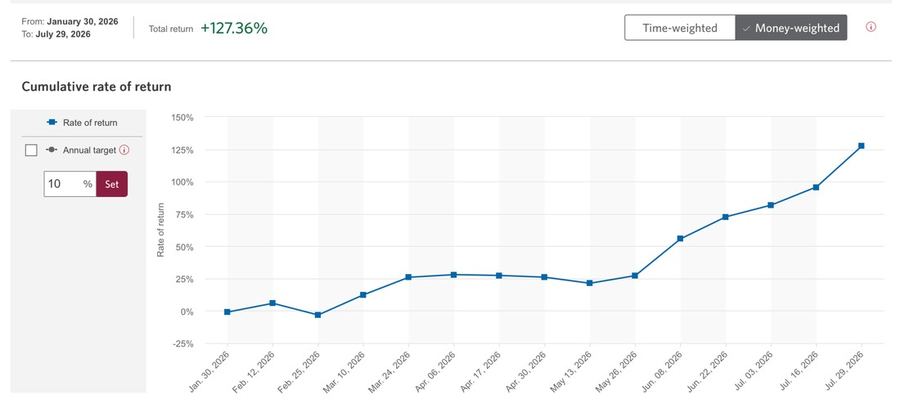 From: January 30, 2026
To: July 29, 2026
Total return +127.36%
Time-weighted
✓ Money-weighted
Cumulative rate of return
Rate of return
Annual target
10 %
Set
Rate of return
150%
125%
100%
75%
50%
25%
0%
-25%
Jan. 30, 2026
Feb. 12, 2026
Feb. 25, 2026
Mar. 10, 2026
Mar. 24, 2026
Apr. 06, 2026
Apr. 17, 2026
Apr. 30, 2026
May 13, 2026
May 26, 2026
Jun. 08, 2026
Jun. 22, 2026
Jul. 03, 2026
Jul. 16, 2026
Jul. 29, 2026